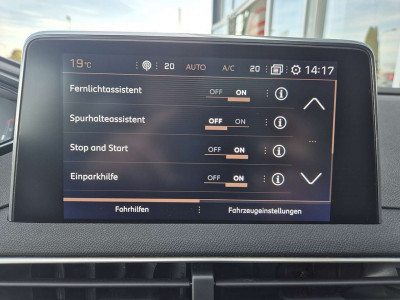 19°C 20 AUTO A/C 20 14:17
Fernlichtassistent OFF ON
Spurhalteassistent OFF ON
Stop and Start OFF ON
Einparkhilfe OFF ON
Fahrhilfen Fahrzeugeinstellungen